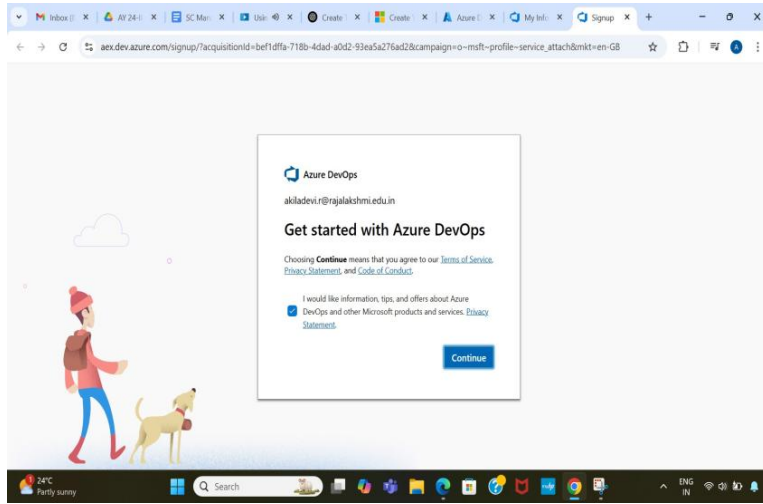 Inbox (1
AY 24-I
SC Mar
Usin
Create
Create
Azure D
My Info
Signup
aex.dev.azure.com/signup/?acquisitionId=bef1dffa-718b-4dad-a0d2-93ea5a276ad2&campaign=o~msft~profile~service_attach&mkt=en-GB
A
Azure DevOps
akiladevi.r@rajalakshmi.edu.in
Get started with Azure DevOps
Choosing Continue means that you agree to our Terms of Service,
Privacy Statement, and Code of Conduct.
I would like information, tips, and offers about Azure
DevOps and other Microsoft products and services. Privacy
Statement.
Continue
24°C
Partly sunny
Search
ENG
IN